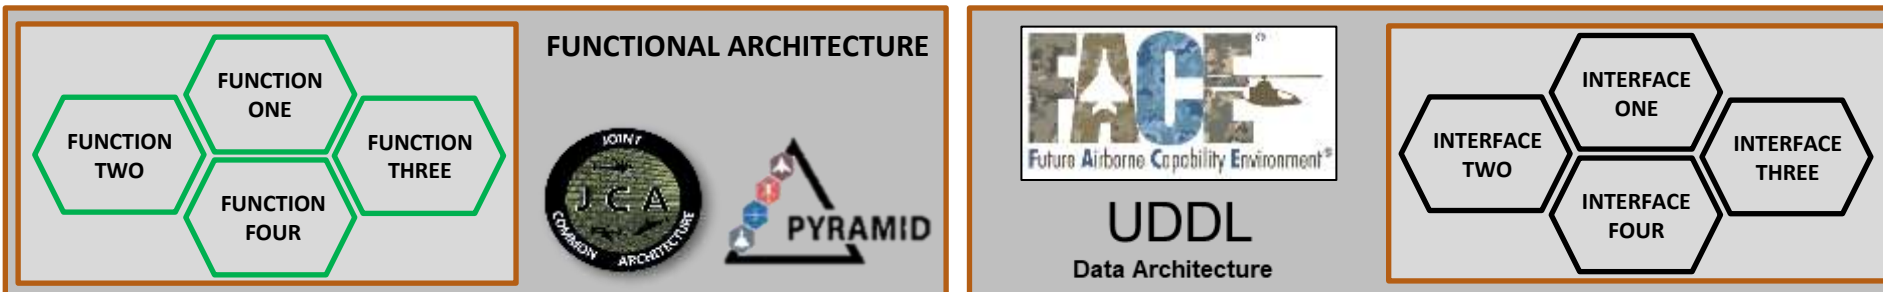 FUNCTION
ONE
FUNCTION
TWO
FUNCTION
THREE
FUNCTION
FOUR
FUNCTIONAL ARCHITECTURE
JOINT
JCA
COMMON ARCHITECTURE
PYRAMID
FACE®
Future Airborne Capability Environment®
UDDL
Data Architecture
INTERFACE
ONE
INTERFACE
TWO
INTERFACE
THREE
INTERFACE
FOUR